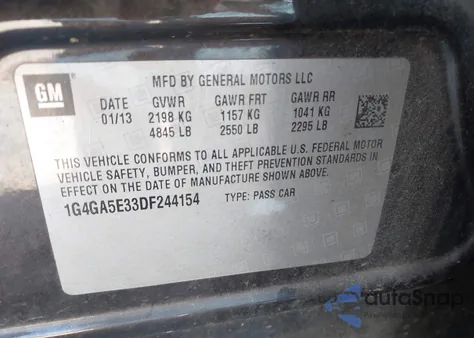 GM
MFD BY GENERAL MOTORS LLC
DATE GVWR GAWR FRT GAWR RR
01/13 2198 KG 1157 KG 1041 KG
4845 LB 2550 LB 2295 LB
THIS VEHICLE CONFORMS TO ALL APPLICABLE U.S. FEDERAL MOTOR
VEHICLE SAFETY, BUMPER, AND THEFT PREVENTION STANDARDS IN
EFFECT ON THE DATE OF MANUFACTURE SHOWN ABOVE.
1G4GA5E33DF244154 TYPE: PASS CAR
autoSnap